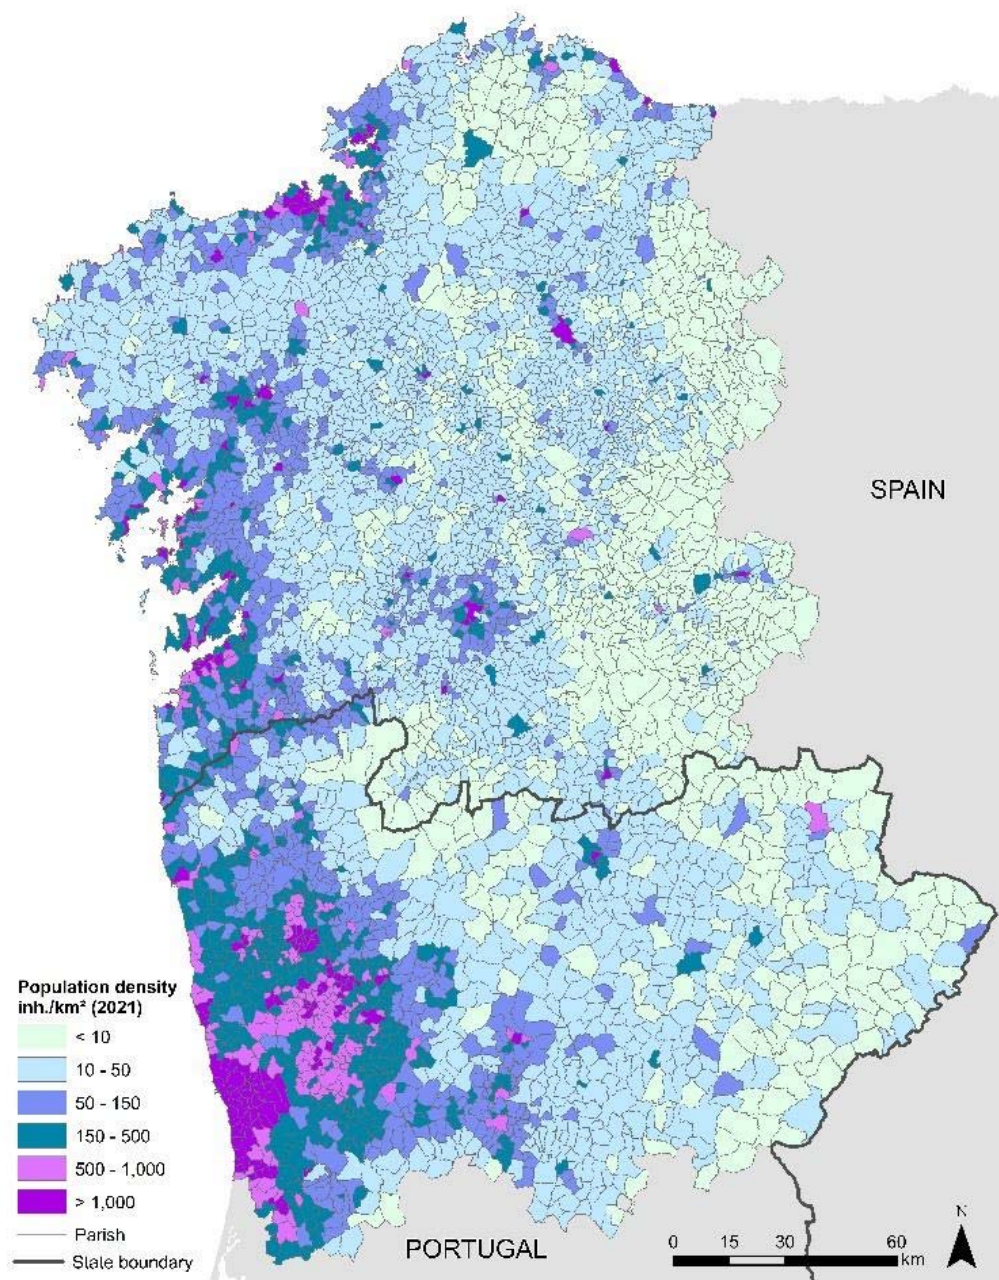 SPAIN
Population density
inh./km² (2021)
< 10
10 - 50
50 - 150
150 - 500
500 - 1,000
> 1,000
Parish
State boundary
PORTUGAL
0 15 30 60
km
N